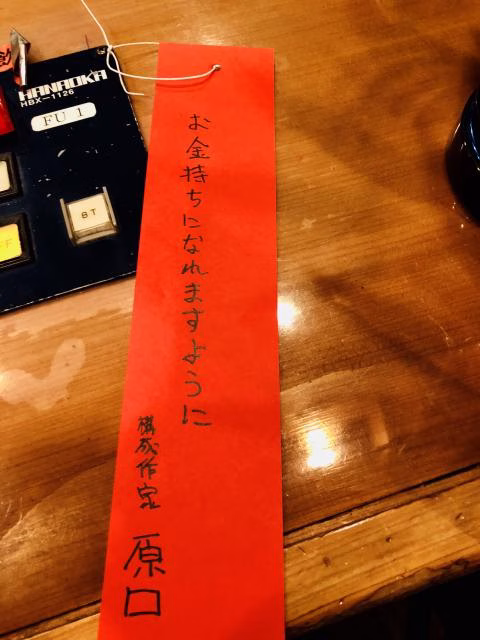 お金持ちになれますように
構成作家 原口
HANAOKA
HBX-1126
FU 1
BT